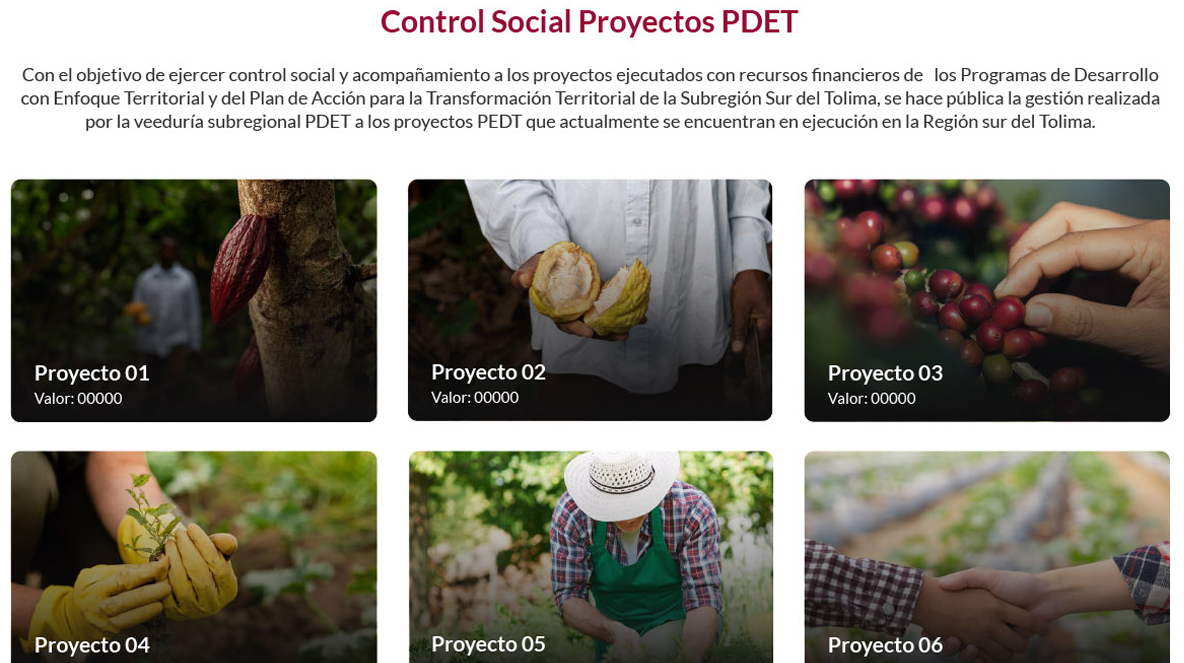 Control Social Proyectos PDET
Con el objetivo de ejercer control social y acompañamiento a los proyectos ejecutados con recursos financieros de los Programas de Desarrollo
con Enfoque Territorial y del Plan de Acción para la Transformación Territorial de la Subregión Sur del Tolima, se hace pública la gestión realizada
por la veeduría subregional PDET a los proyectos PEDT que actualmente se encuentran en ejecución en la Región sur del Tolima.
Proyecto 01
Valor: 00000
Proyecto 02
Valor: 00000
Proyecto 03
Valor: 00000
Proyecto 04
Proyecto 05
Proyecto 06